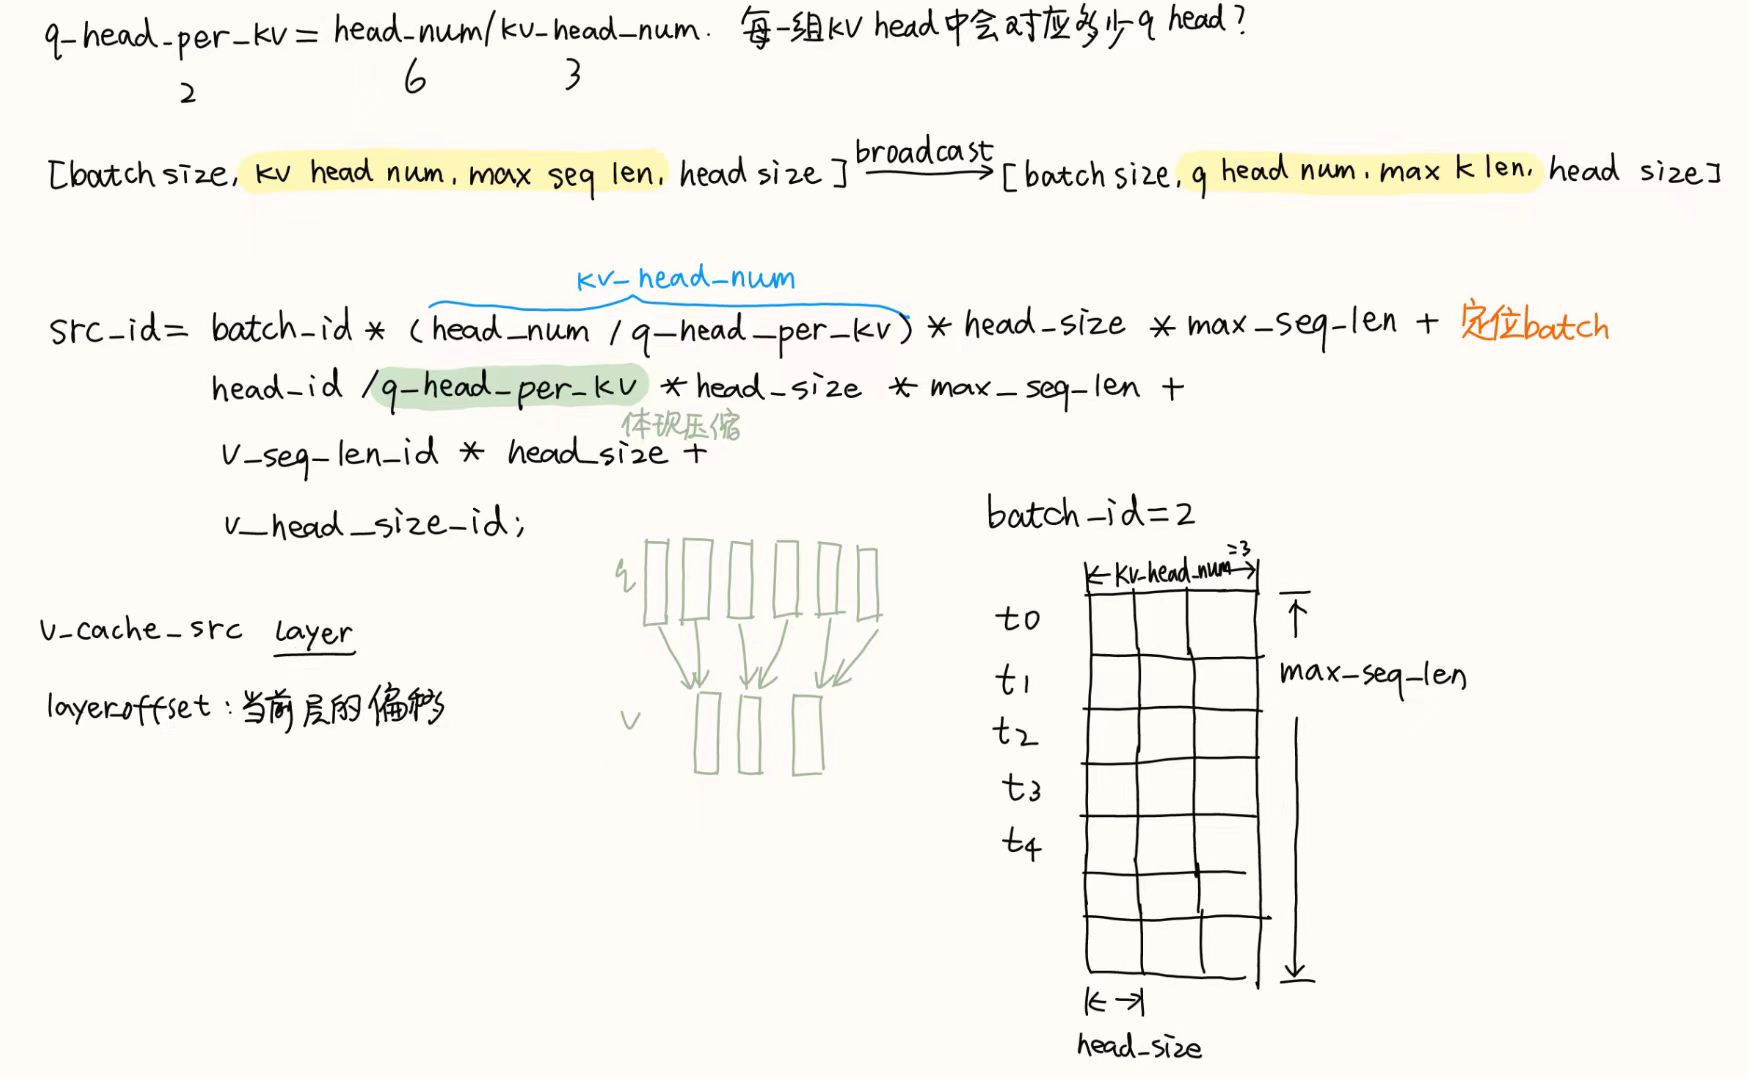 q-head-per-kv = head-num/kv-head-num. 每一组kv head中会对应多少q head?
2 6 3
[batch size, kv head num, max seq len, head size] broadcast [batch size, q head num, max k len, head size]
kv-head-num
src-id = batch-id * (head-num / q-head-per-kv) * head-size * max-seq-len + 定位batch
head-id / q-head-per-kv * head-size * max-seq-len +
体现压缩
v-seq-len-id * head-size +
v-head-size-id;
batch-id=2
q
kv-head-num =3
v-cache-src layer
layeroffset: 当前层的偏移
v
t0
max-seq-len
t1
t2
t3
t4
head-size